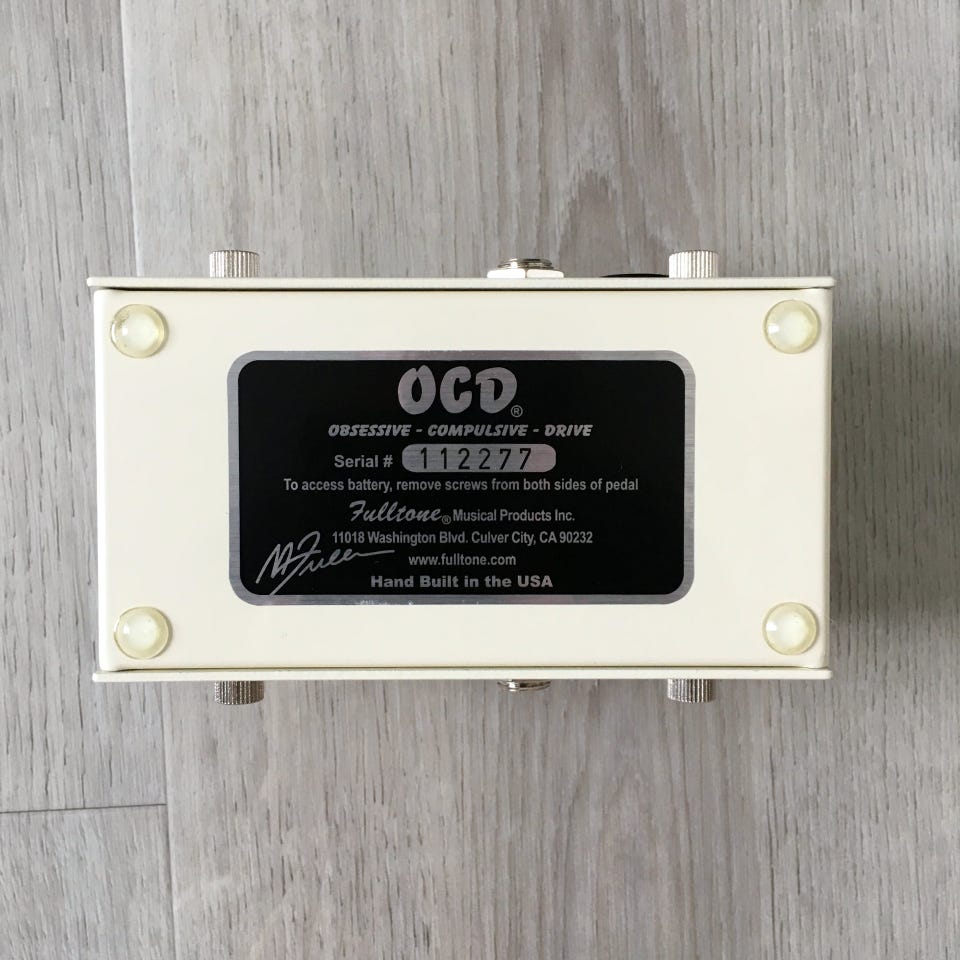 OCD®
OBSESSIVE - COMPULSIVE - DRIVE
Serial # 112277
To access battery, remove screws from both sides of pedal
Fulltone® Musical Products Inc.
11018 Washington Blvd. Culver City, CA 90232
www.fulltone.com
Hand Built in the USA